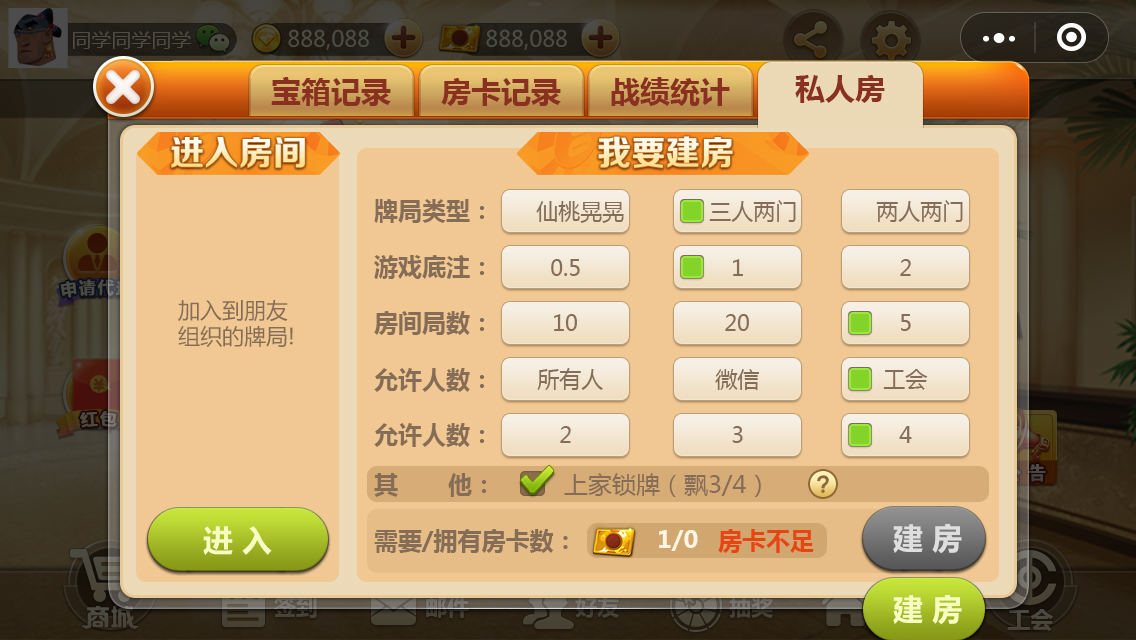 同学同学同学
888,088
888,088
宝箱记录
房卡记录
战绩统计
私人房
进入房间
我要建房
牌局类型：
仙桃晃晃
三人两门
两人两门
游戏底注：
0.5
1
2
申请代
加入到朋友
组织的牌局!
房间局数：
10
20
5
允许人数：
所有人
微信
工会
红包
允许人数：
2
3
4
告
其 他：
上家锁牌（飘3/4）
?
进 入
需要/拥有房卡数：
1/0
房卡不足
建 房
商城
签到
邮件
好友
抽奖
建 房
工会